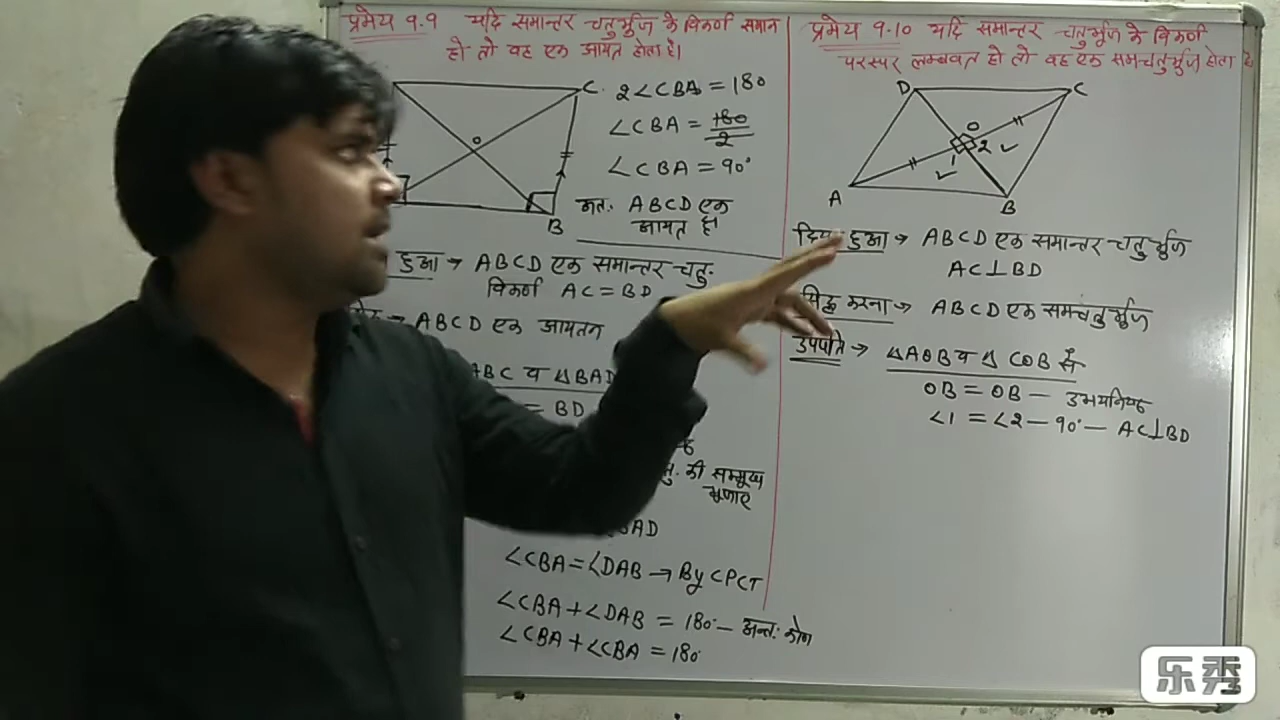 प्रमेय 9.9 यदि समान्तर चतुर्भुज के विकर्ण समान
हो तो वह एक आयत होता है।
C
O
B
2∠CBA = 180
∠CBA = 180/2
∠CBA = 90°
अतः ABCD एक
आयत है।
हुआ → ABCD एक समान्तर चतु.
विकर्ण AC = BD
→ ABCD एक आयतन
ABC व △BAD
= BD
तु. की सम्मुख
भुजाएं
BAD
∠CBA = ∠DAB → By CPCT
∠CBA + ∠DAB = 180° – अन्तः कोण
∠CBA + ∠CBA = 180
प्रमेय 9.10 यदि समान्तर चतुर्भुज के विकर्ण
परस्पर लम्बवत हो तो वह एक समचतुर्भुज होता है
D
C
O
1
2
A
B
दिया हुआ → ABCD एक समान्तर चतुर्भुज
AC⊥BD
सिद्ध करना → ABCD एक समचतुर्भुज
उपपत्ति → △AOB व △COB से
OB = OB – उभयनिष्ठ
∠1 = ∠2 – 90° – AC⊥BD
乐秀